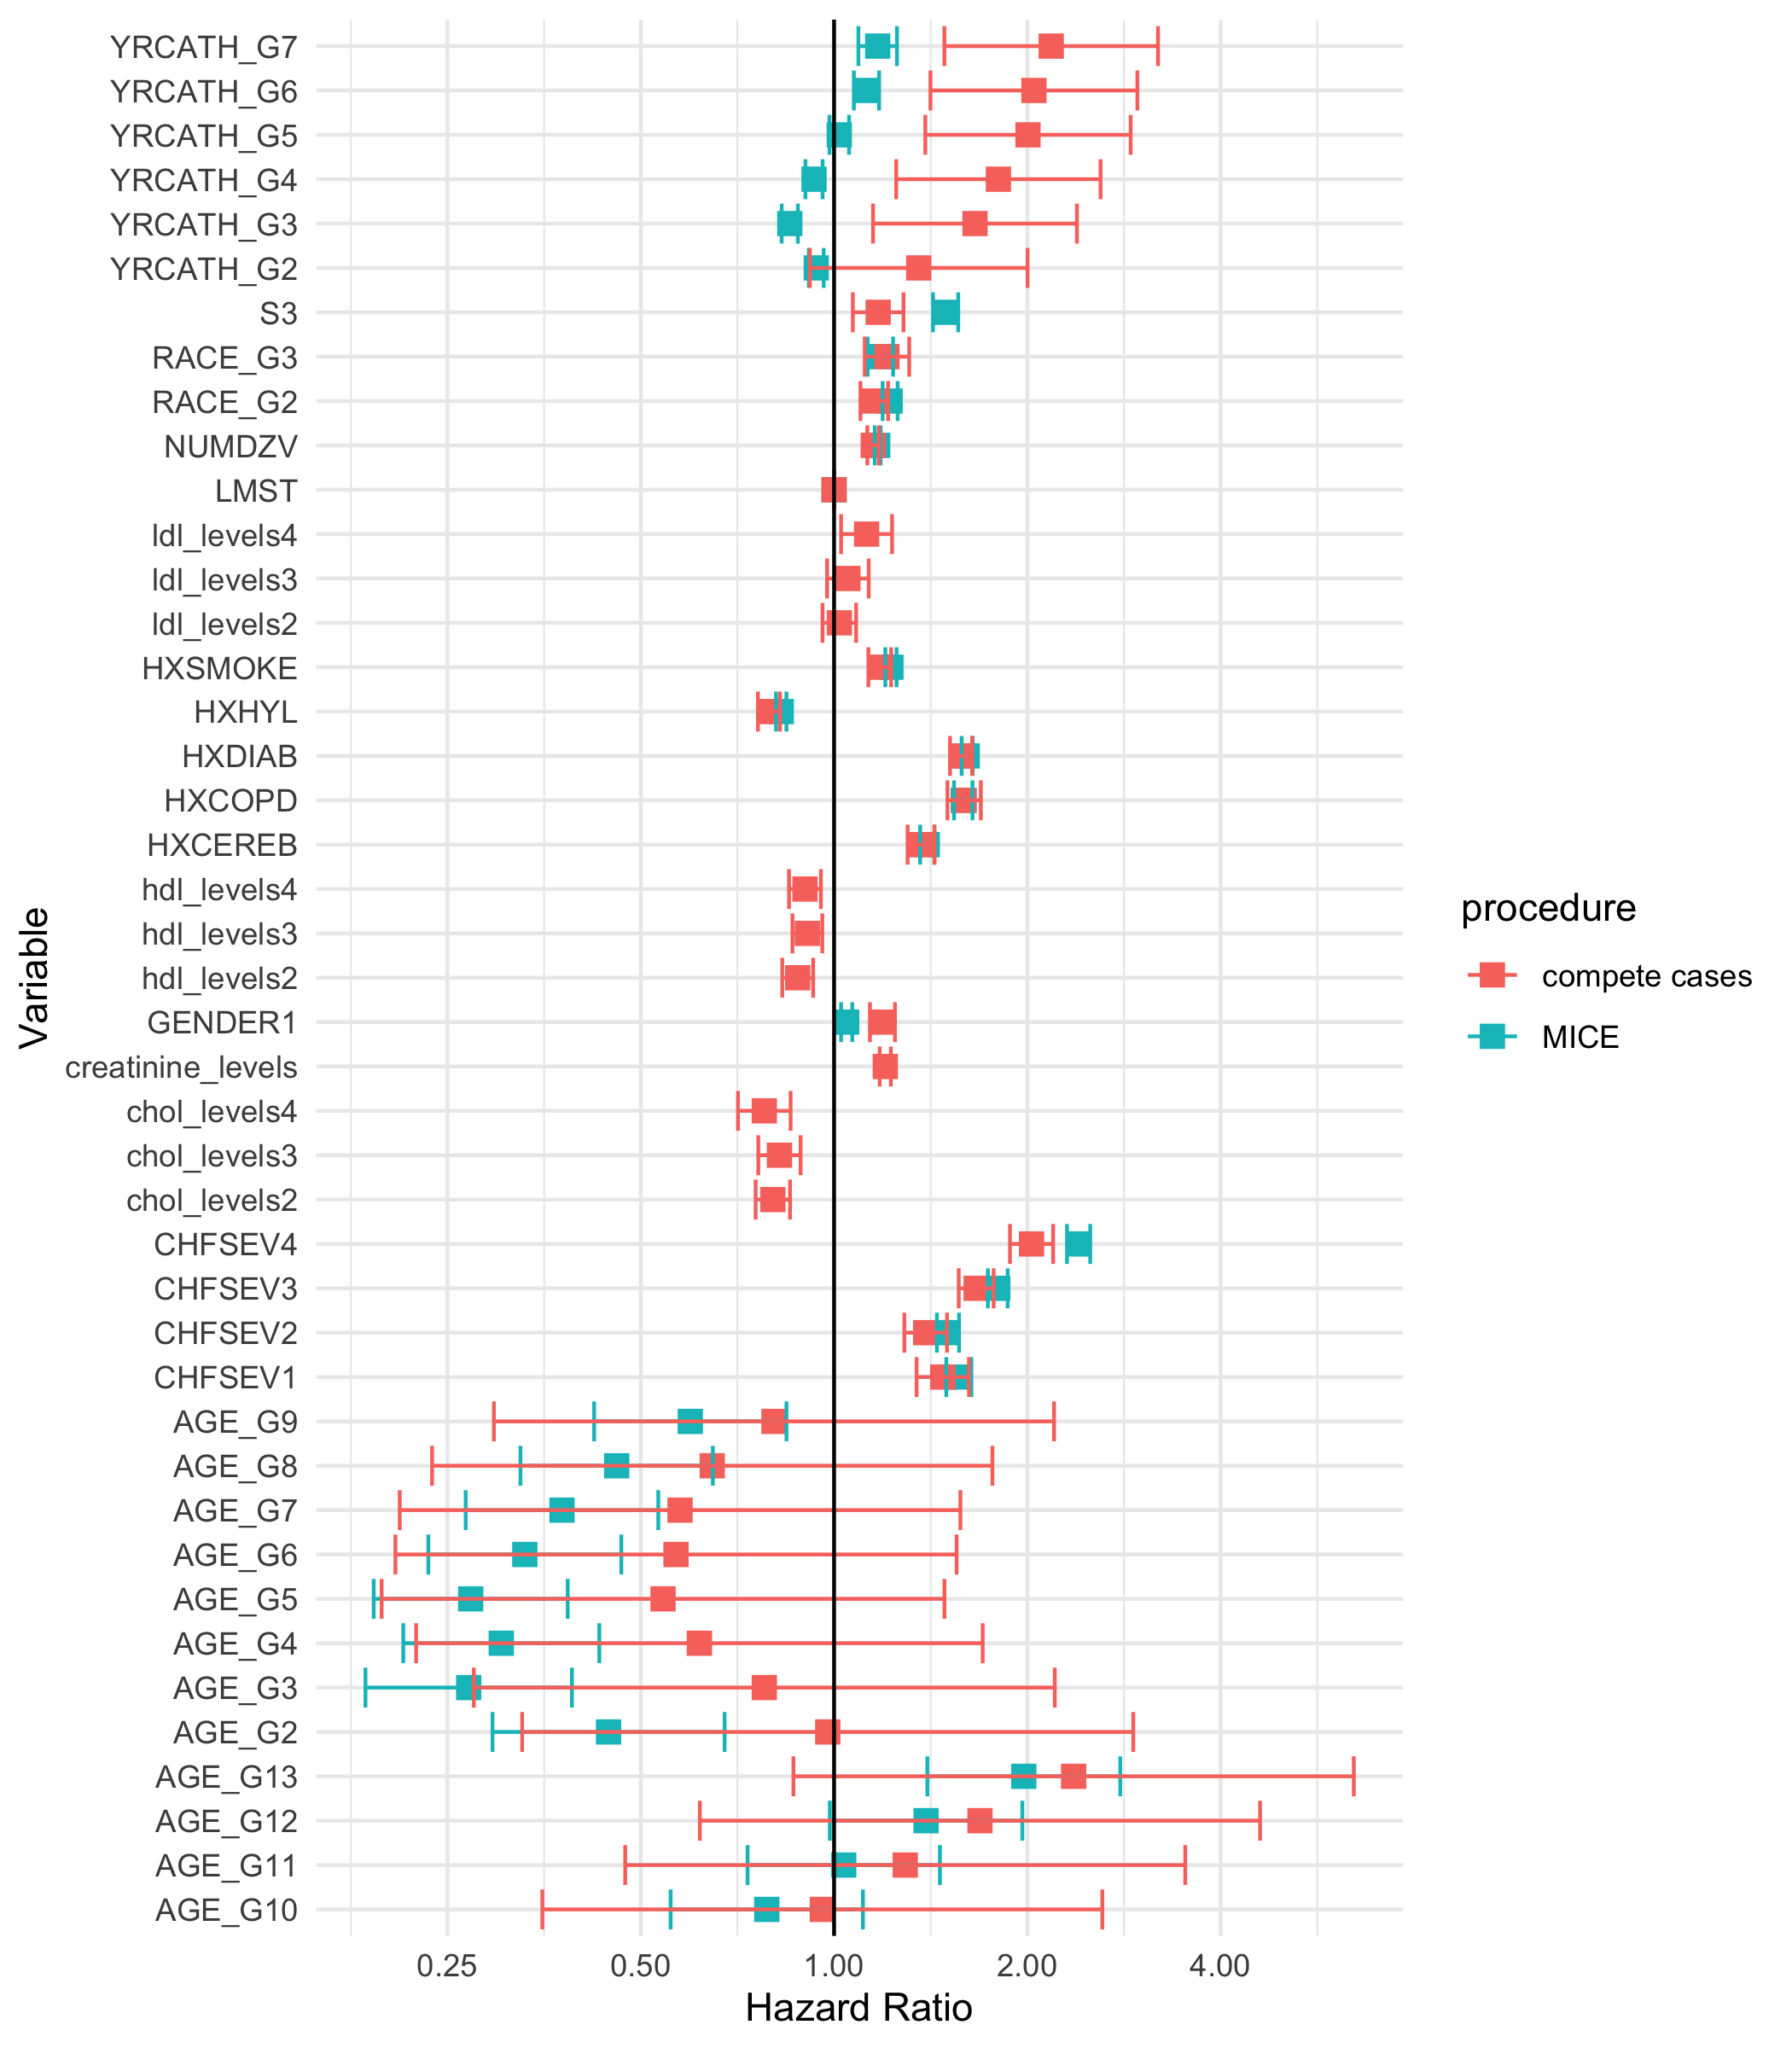 YRCATH_G7
YRCATH_G6
YRCATH_G5
YRCATH_G4
YRCATH_G3
YRCATH_G2
S3
RACE_G3
RACE_G2
NUMDZV
LMST
ldl_levels4
ldl_levels3
ldl_levels2
HXSMOKE
HXHYL
HXDIAB
HXCOPD
HXCEREB
hdl_levels4
hdl_levels3
hdl_levels2
GENDER1
creatinine_levels
chol_levels4
chol_levels3
chol_levels2
CHFSEV4
CHFSEV3
CHFSEV2
CHFSEV1
AGE_G9
AGE_G8
AGE_G7
AGE_G6
AGE_G5
AGE_G4
AGE_G3
AGE_G2
AGE_G13
AGE_G12
AGE_G11
AGE_G10
Variable
0.25 0.50 1.00 2.00 4.00
Hazard Ratio
procedure
compete cases
MICE